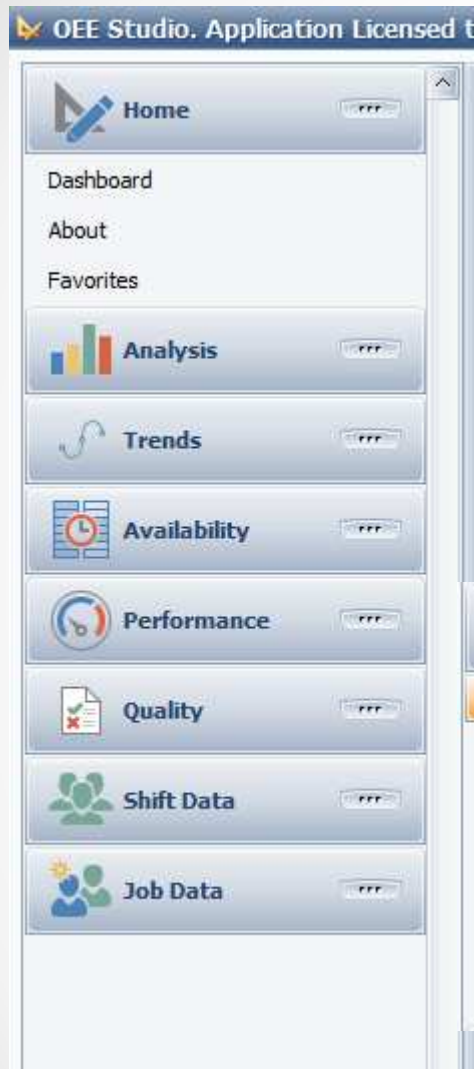 OEE Studio. Application Licensed t
Home
Dashboard
About
Favorites
Analysis
Trends
Availability
Performance
Quality
Shift Data
Job Data